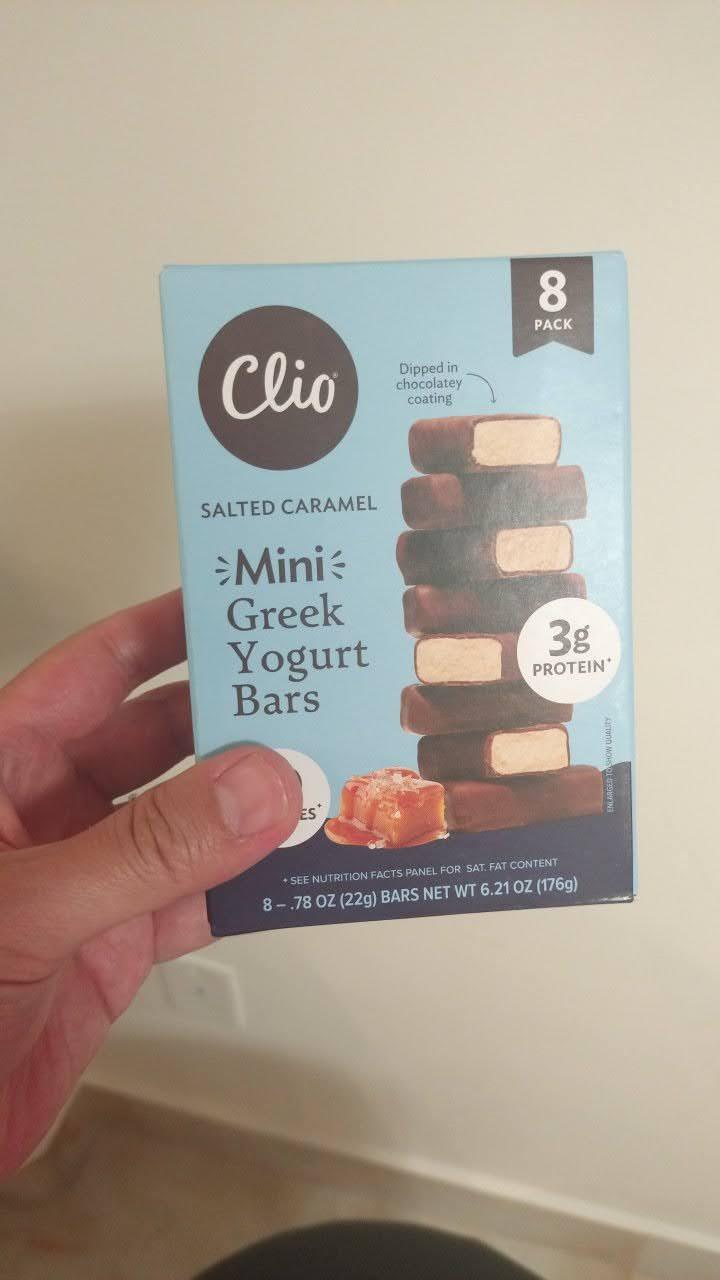 8
PACK
Clio
Dipped in
chocolatey
coating
SALTED CARAMEL
Mini
Greek
Yogurt
Bars
3g
PROTEIN+
ENLARGED TO SHOW QUALITY
+ SEE NUTRITION FACTS PANEL FOR SAT. FAT CONTENT
8 – .78 OZ (22g) BARS NET WT 6.21 OZ (176g)